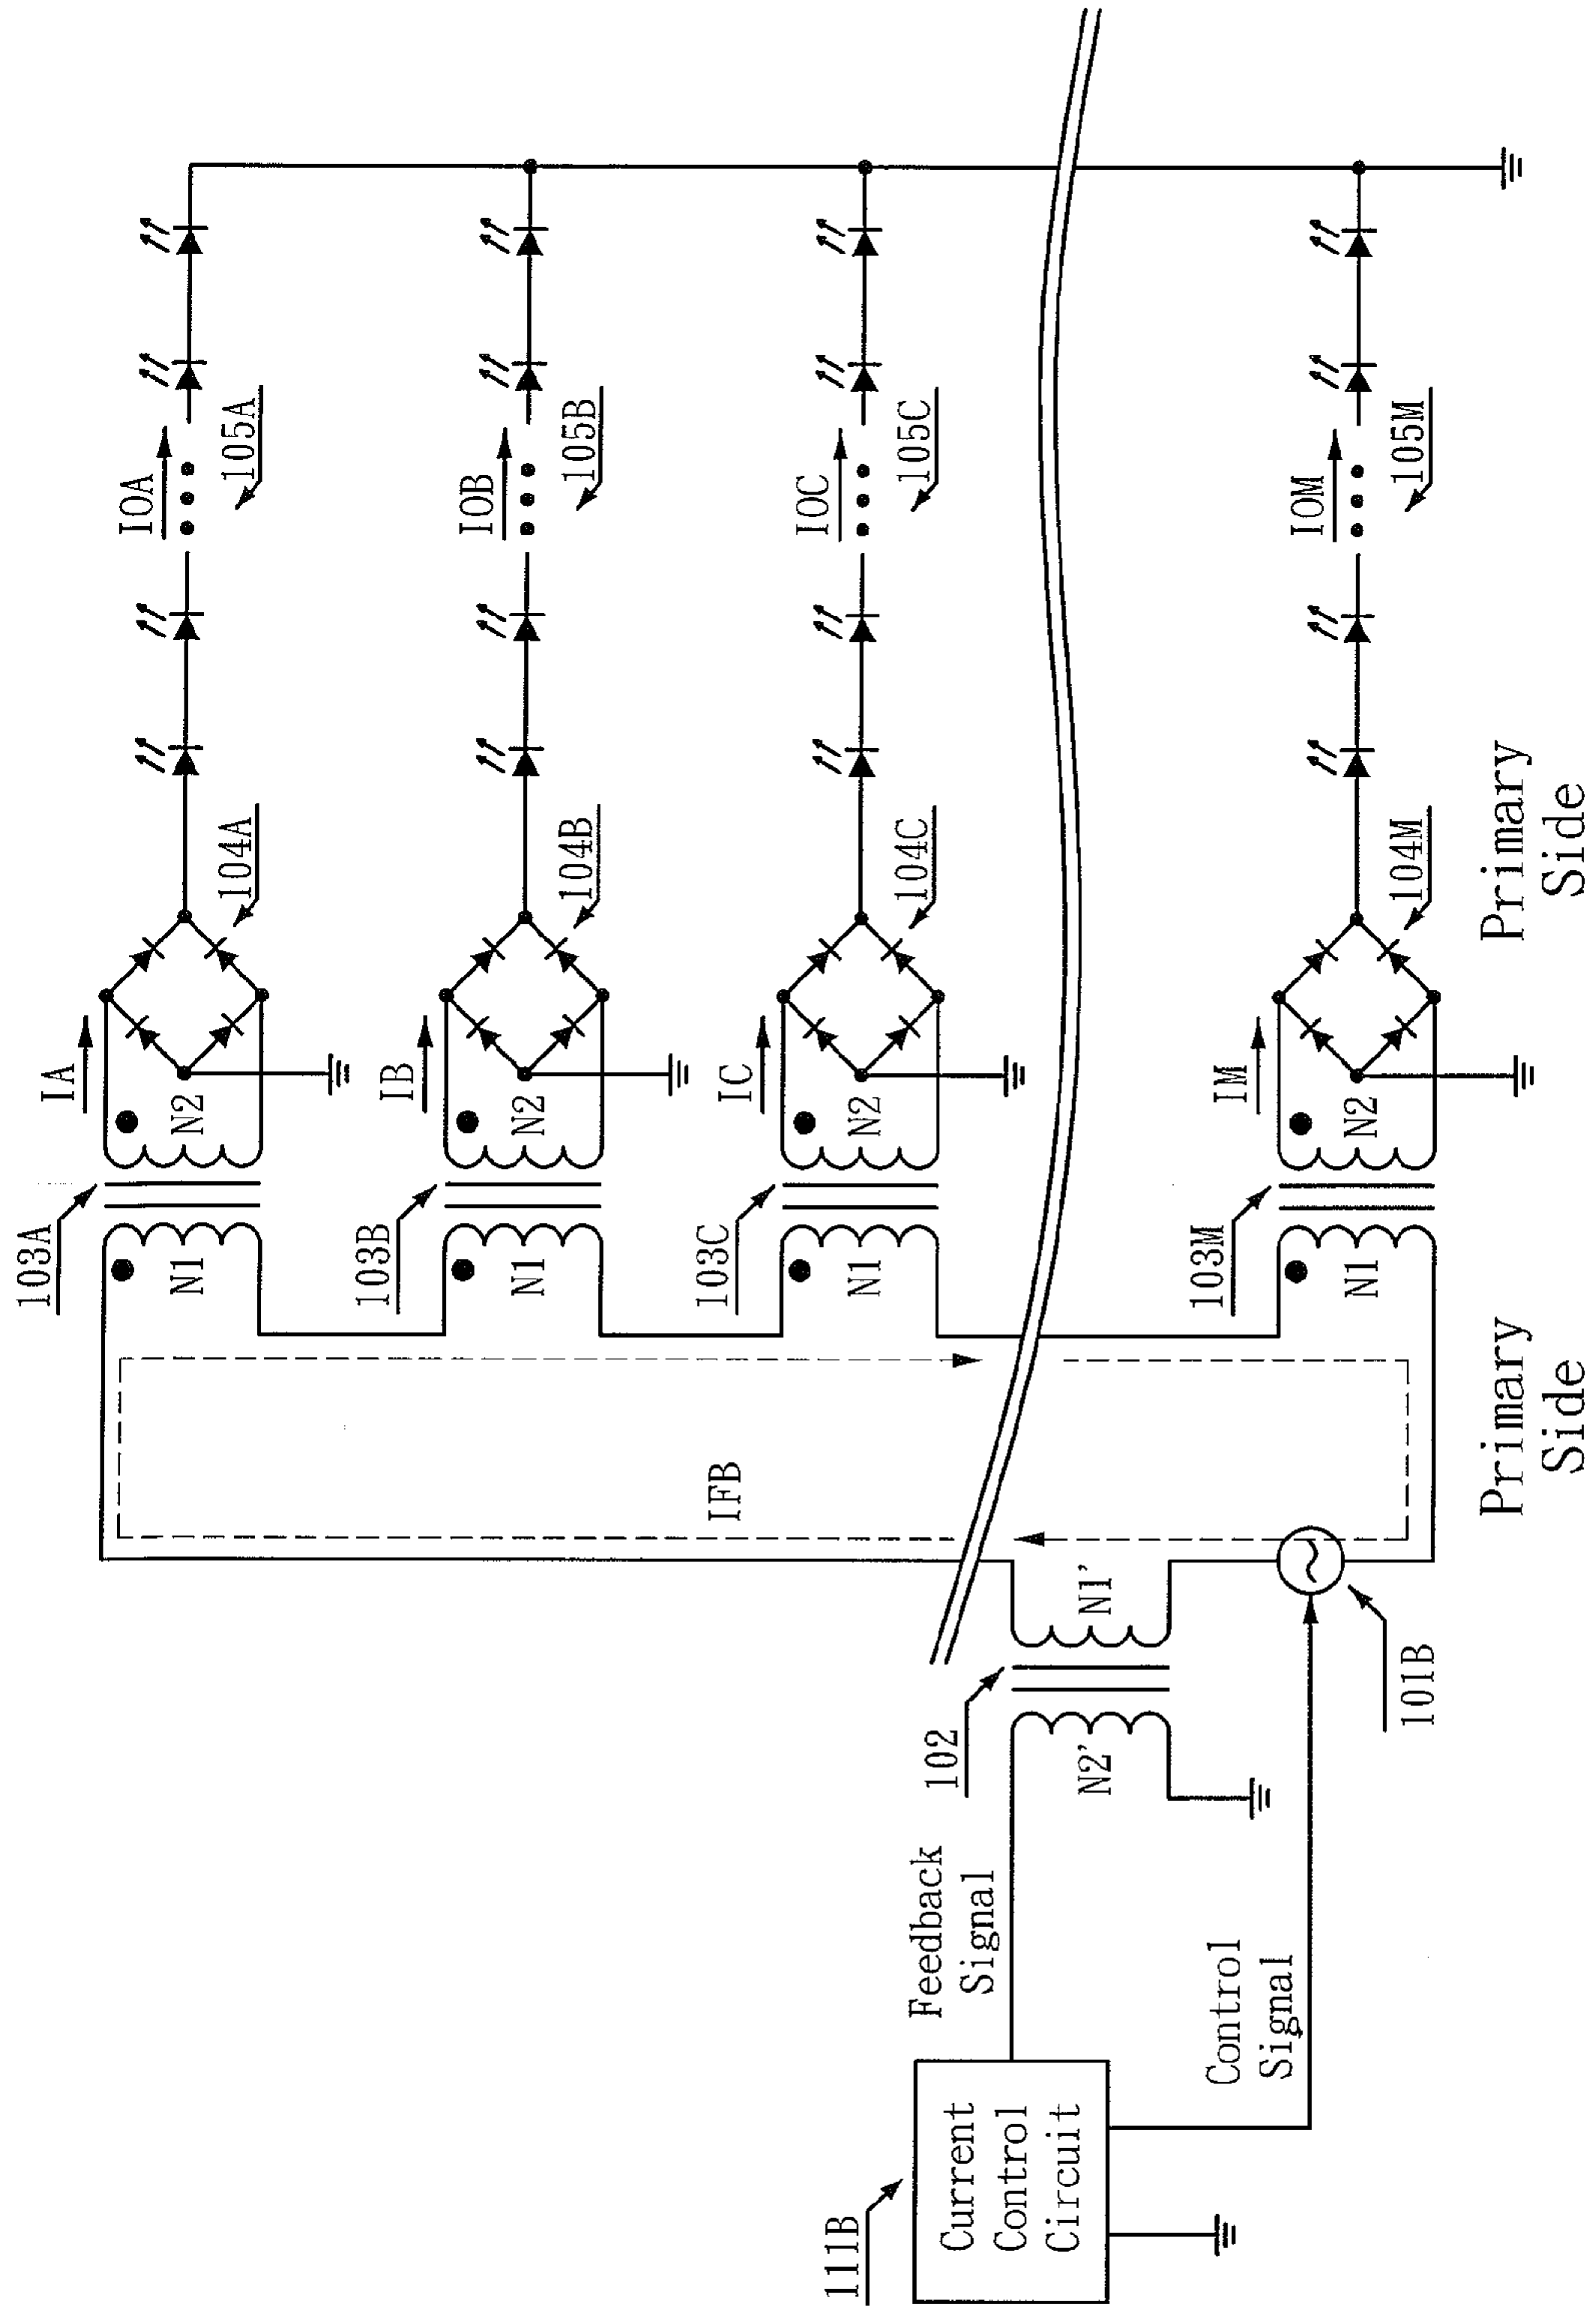 103A
IA
IOA
N1
N2
104A
105A
103B
IB
IOB
N1
N2
104B
105B
103C
IC
IOC
N1
N2
104C
105C
IFB
103M
IM
IOM
N1
N2
104M
105M
111B
Current
Control
Circuit
Feedback
Signal
102
N2'
N1'
Control
Signal
101B
Primary
Side
Primary
Side